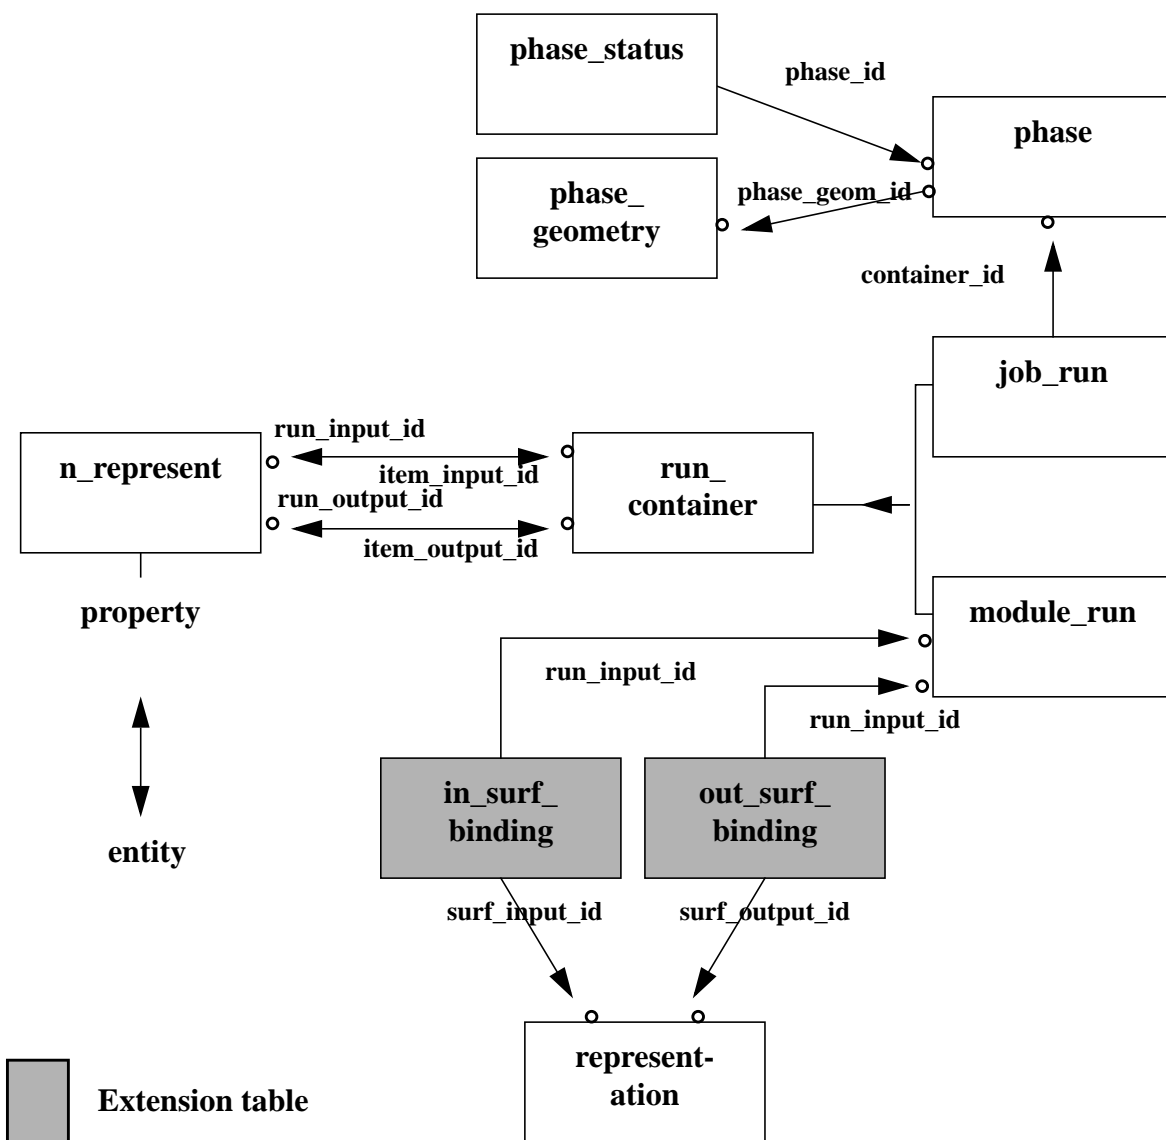 phase_status
phase_id
phase
phase_
geometry
phase_geom_id
container_id
job_run
run_input_id
n_represent
item_input_id
run_output_id
item_output_id
run_
container
property
module_run
run_input_id
run_input_id
entity
in_surf_
binding
out_surf_
binding
surf_input_id
surf_output_id
represent-
ation
Extension table